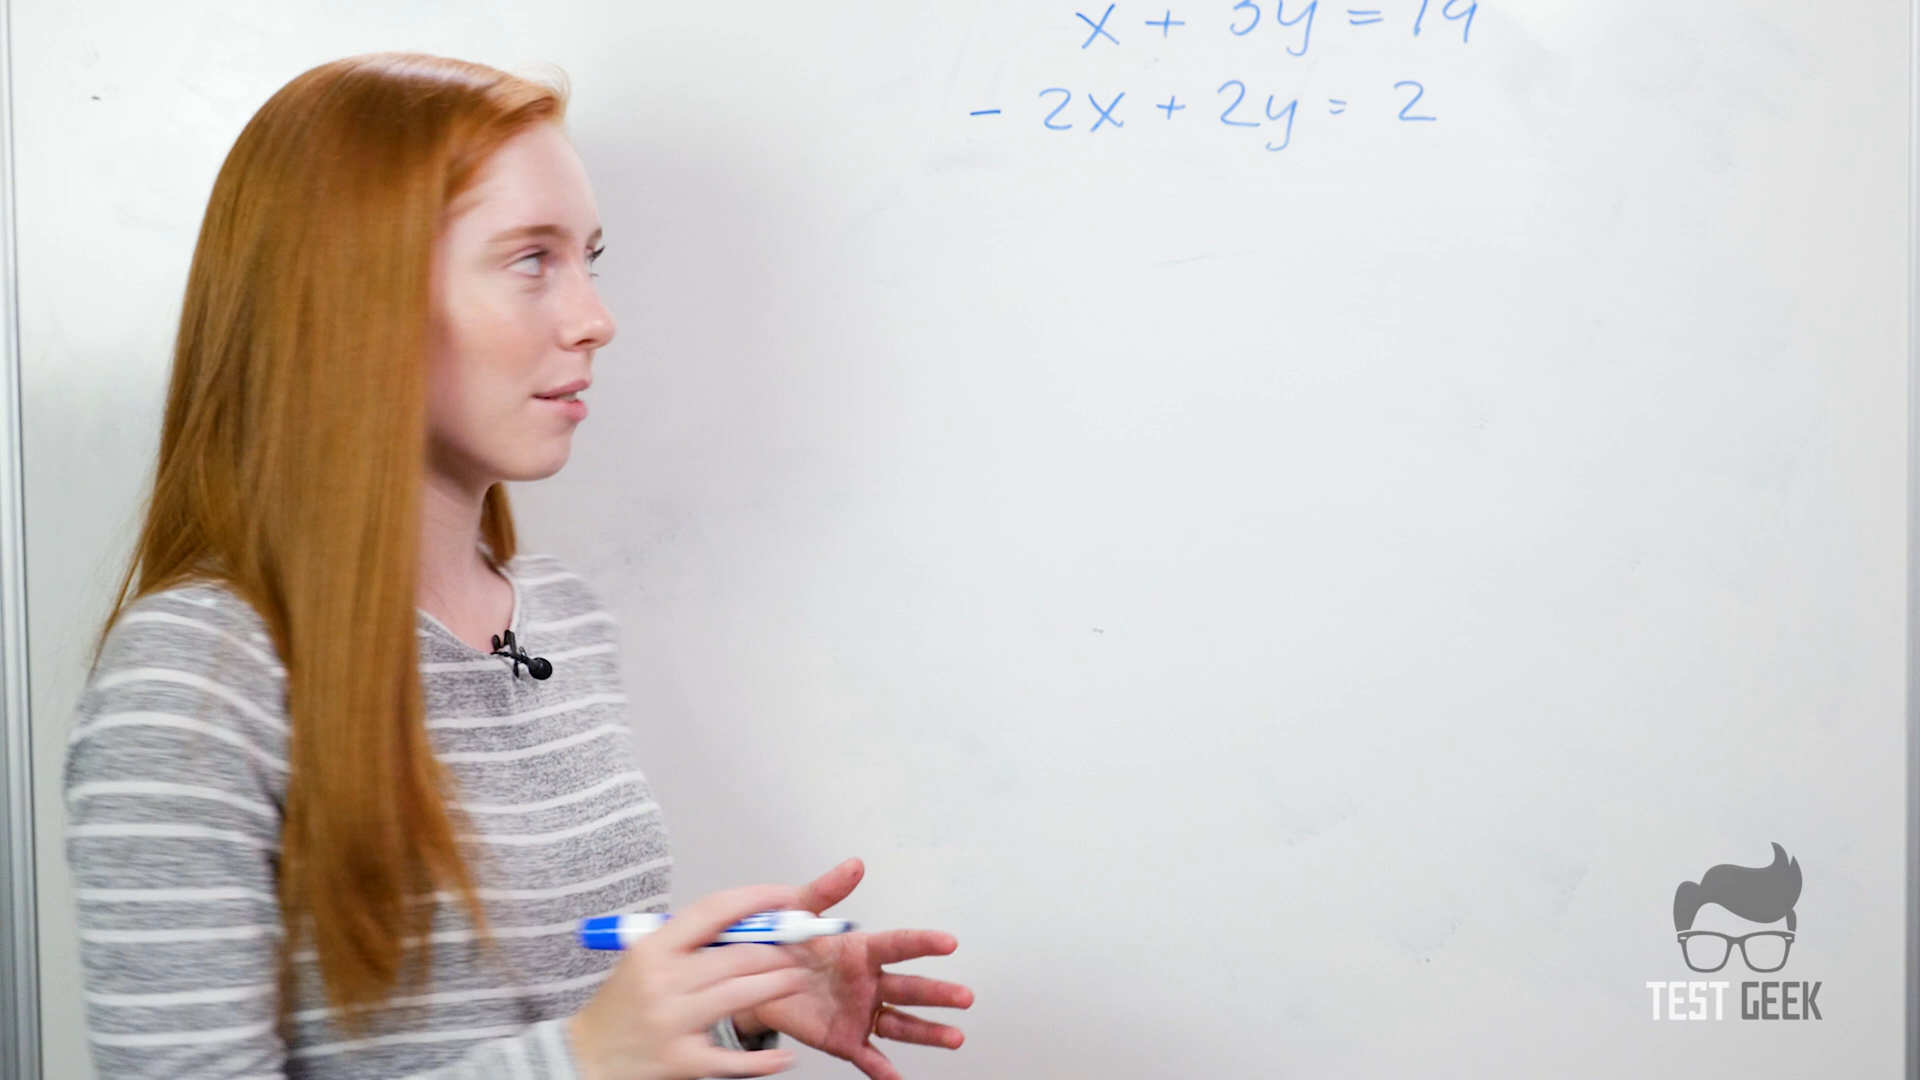 x + 3y = 19
- 2x + 2y = 2
TEST GEEK